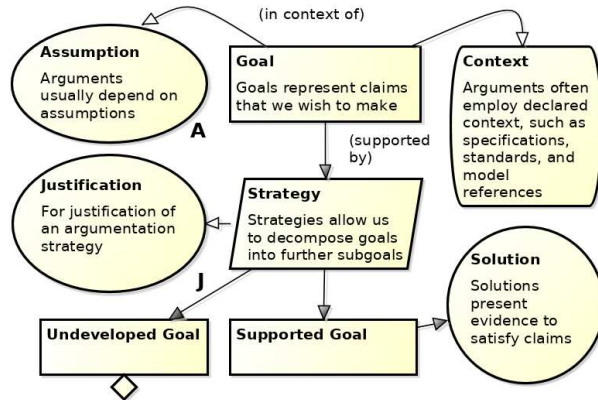 (in context of)
Assumption
Arguments
usually depend on
assumptions
A
Goal
Goals represent claims
that we wish to make
Context
Arguments often
employ declared
context, such as
specifications,
standards, and
model
references
(supported
by)
Justification
For justification of
an argumentation
strategy
J
Strategy
Strategies allow us
to decompose goals
into further subgoals
Solution
Solutions
present
evidence to
satisfy claims
Undeveloped Goal
Supported Goal